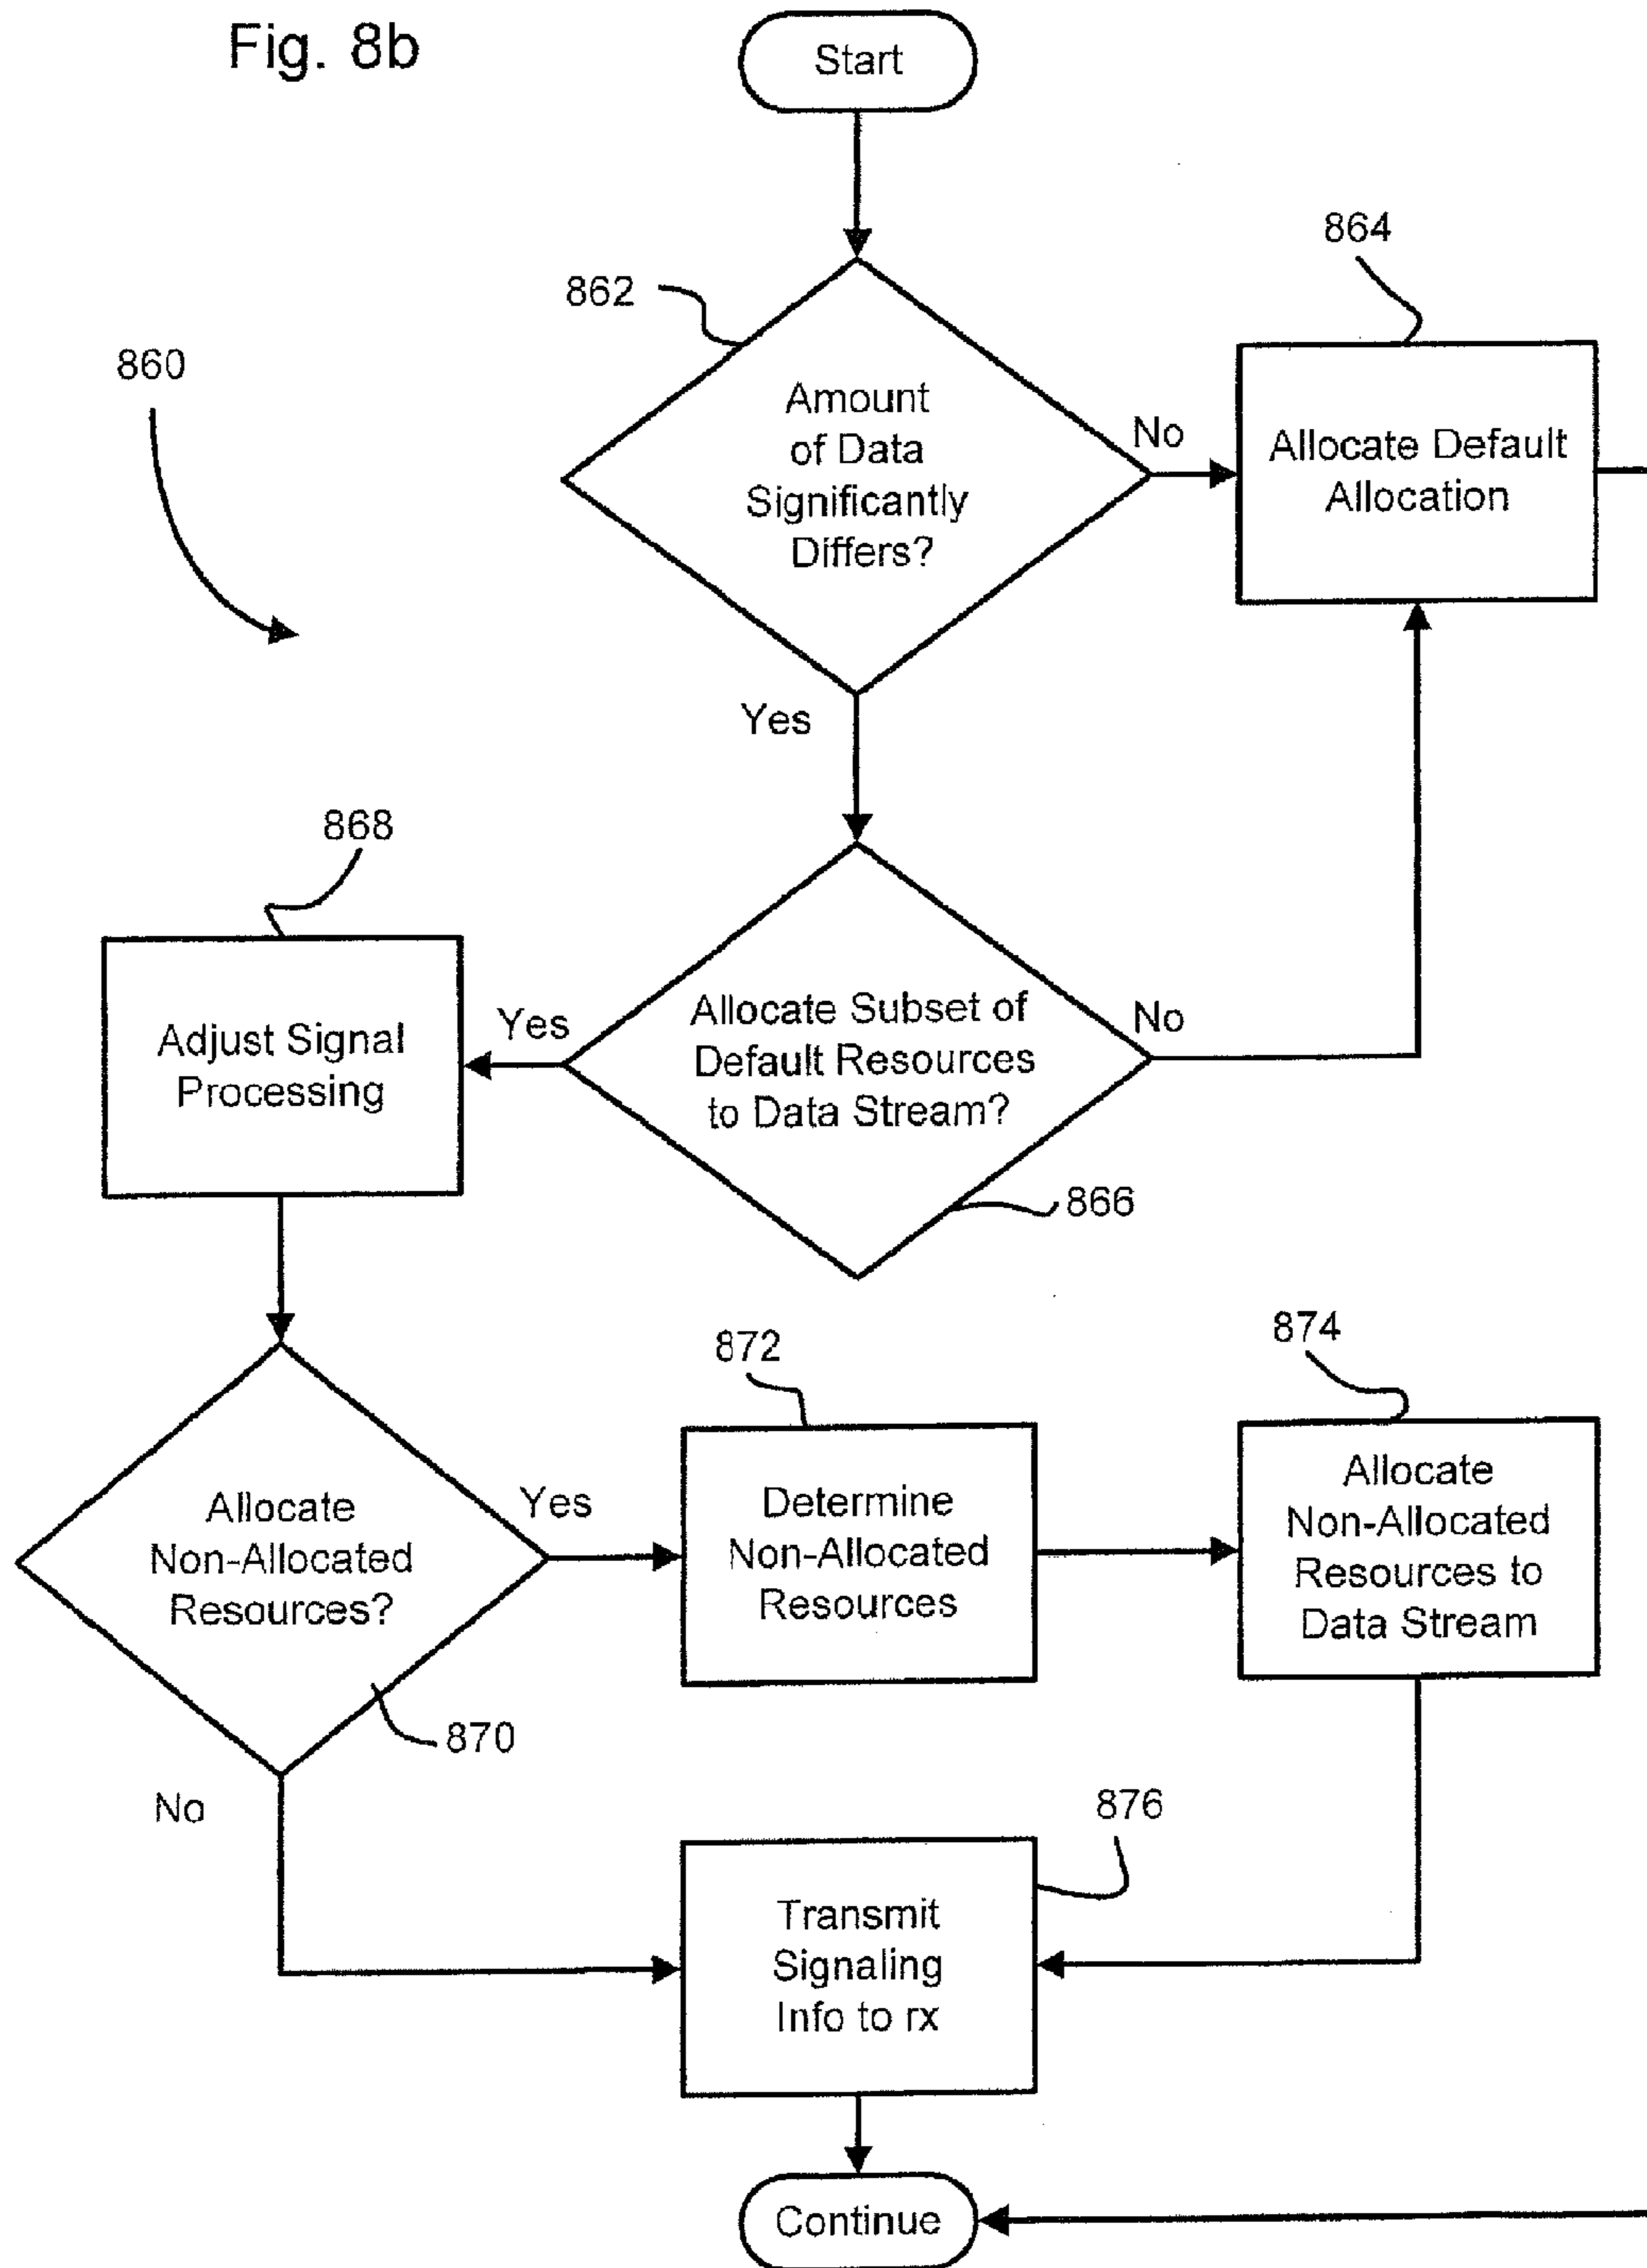 Fig. 8b
Start
862
864
860
Amount
of Data
Significantly
Differs?
No
Allocate Default
Allocation
Yes
868
Adjust Signal
Processing
Yes
Allocate Subset of
Default Resources
to Data Stream?
No
866
872
874
Allocate
Non-Allocated
Resources?
Yes
Determine
Non-Allocated
Resources
Allocate
Non-Allocated
Resources to
Data Stream
870
No
876
Transmit
Signaling
Info to rx
Continue